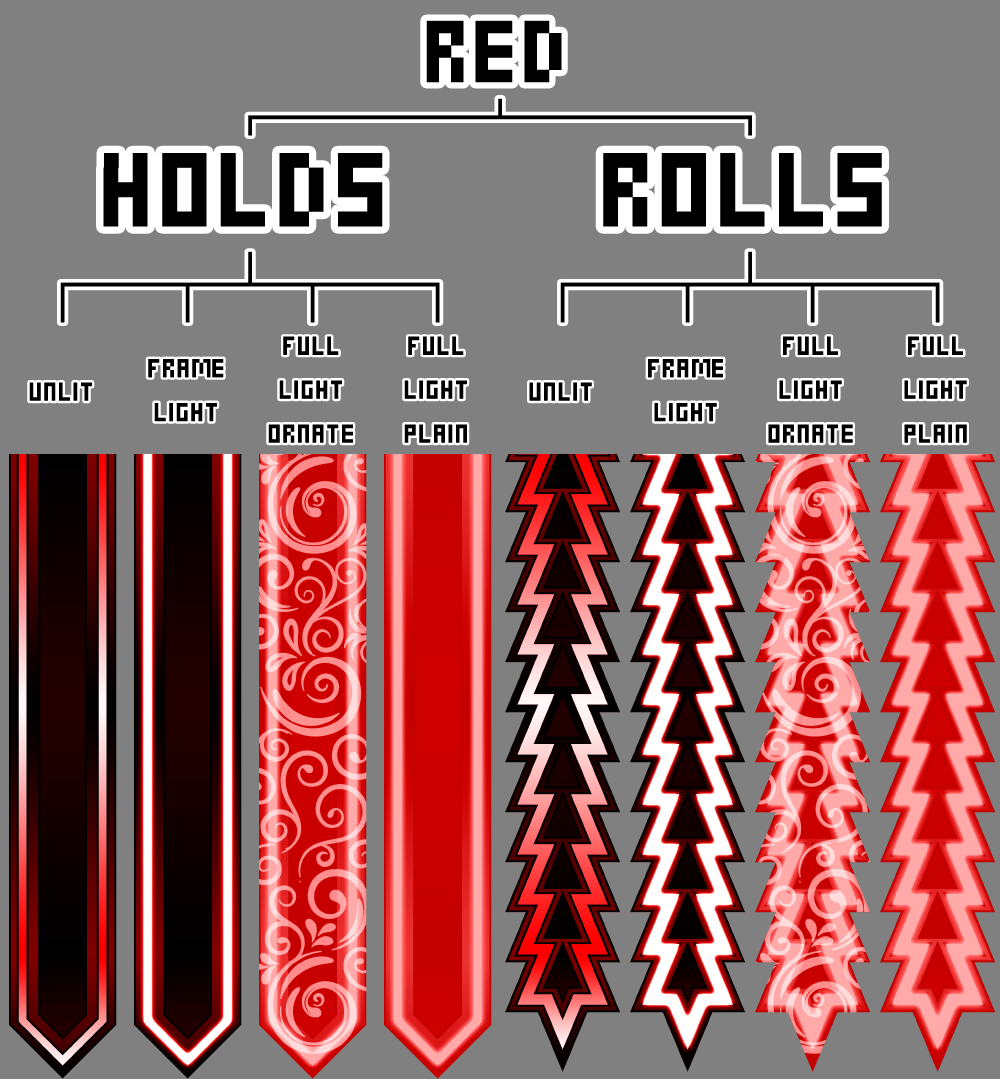 RED
HOLDS
ROLLS
UNLIT
FRAME
LIGHT
FULL
LIGHT
ORNATE
FULL
LIGHT
PLAIN
UNLIT
FRAME
LIGHT
FULL
LIGHT
ORNATE
FULL
LIGHT
PLAIN